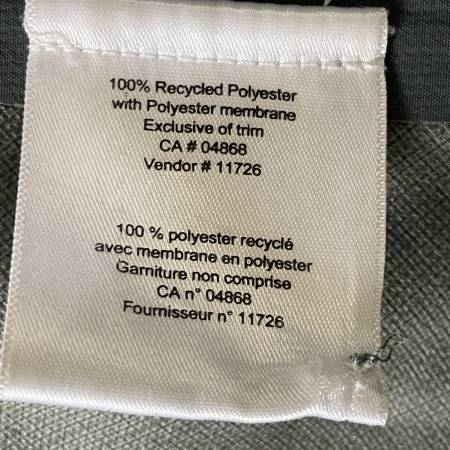 100% Recycled Polyester
with Polyester membrane
Exclusive of trim
CA # 04868
Vendor # 11726
100 % polyester recyclé
avec membrane en polyester
Garniture non comprise
CA n° 04868
Fournisseur n° 11726